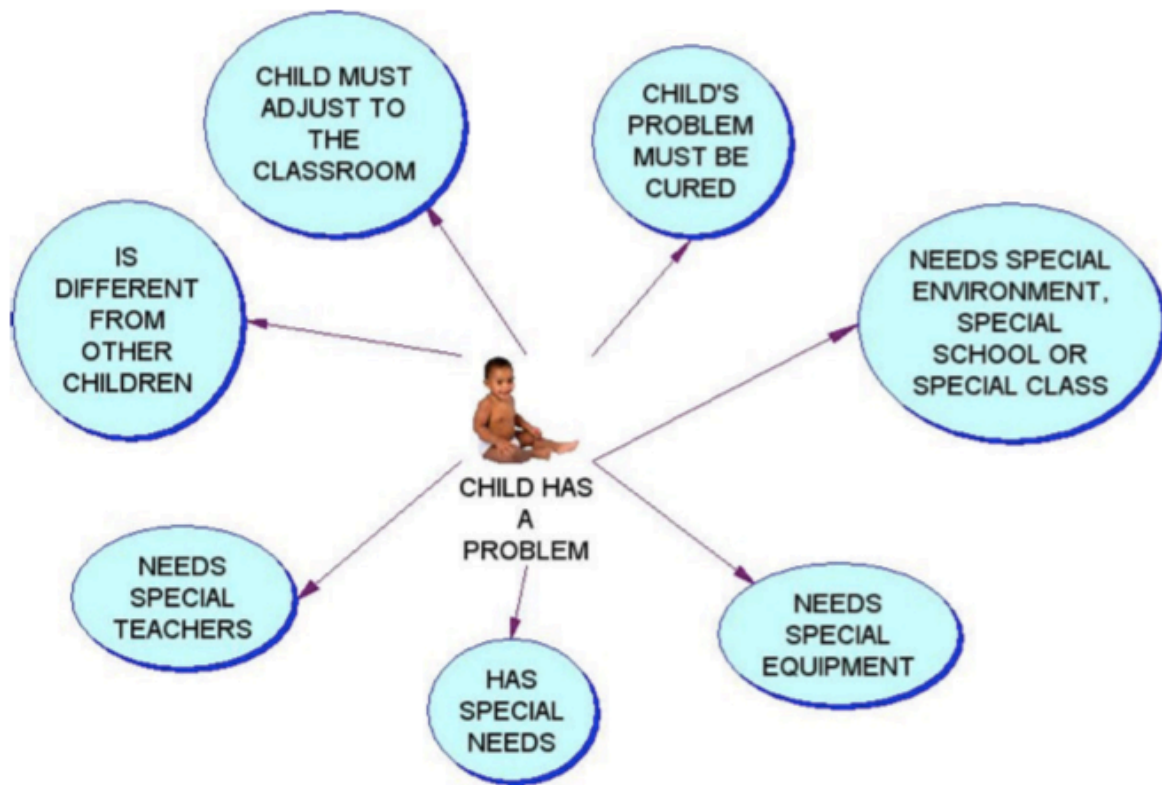 CHILD MUST
ADJUST TO
THE
CLASSROOM
CHILD'S
PROBLEM
MUST BE
CURED
IS
DIFFERENT
FROM
OTHER
CHILDREN
NEEDS SPECIAL
ENVIRONMENT,
SPECIAL
SCHOOL OR
SPECIAL CLASS
CHILD HAS
A
PROBLEM
NEEDS
SPECIAL
TEACHERS
HAS
SPECIAL
NEEDS
NEEDS
SPECIAL
EQUIPMENT